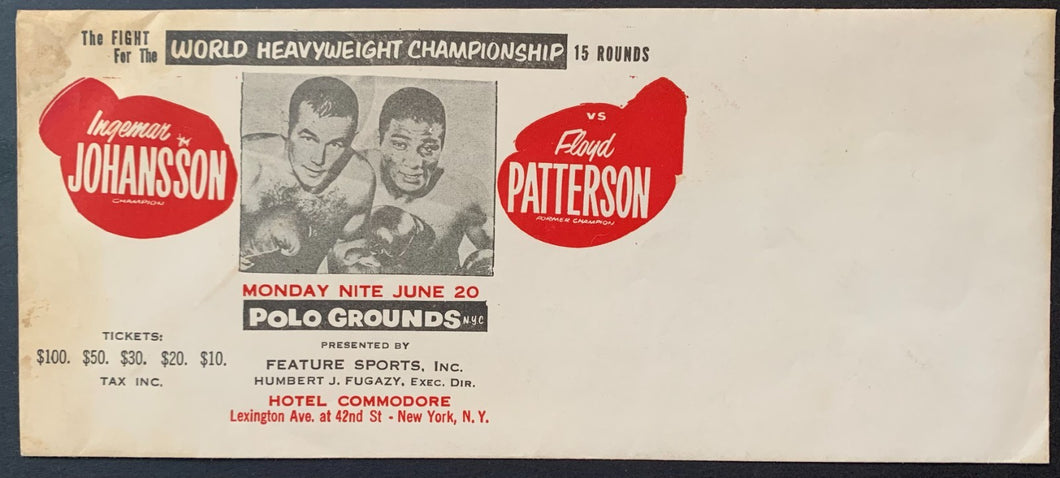 The FIGHT
For The WORLD HEAVYWEIGHT CHAMPIONSHIP 15 ROUNDS
Ingemar
JOHANSSON
CHAMPION
VS
Floyd
PATTERSON
FORMER CHAMPION
MONDAY NITE JUNE 20
POLO GROUNDS N.Y.C
PRESENTED BY
FEATURE SPORTS, INC.
HUMBERT J. FUGAZY, EXEC. DIR.
HOTEL COMMODORE
Lexington Ave. at 42nd St - New York, N. Y.
TICKETS:
$100. $50. $30. $20. $10.
TAX INC.